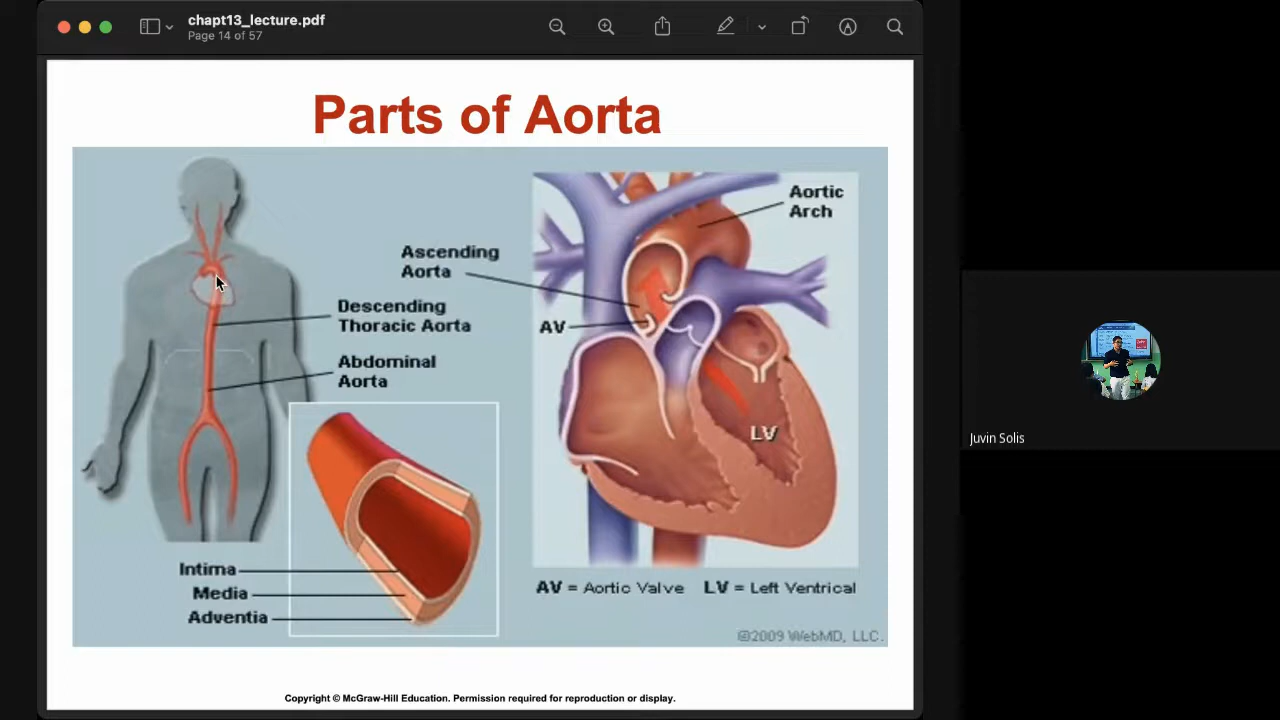 chapt13_lecture.pdf
Page 14 of 57
Parts of Aorta
Aortic
Arch
Ascending
Aorta
Descending
Thoracic Aorta
AV
Abdominal
Aorta
LV
Intima
Media
Adventia
AV = Aortic Valve LV = Left Ventrical
©2009 WebMD, LLC.
Copyright © McGraw-Hill Education. Permission required for reproduction or display.
Juvin Solis